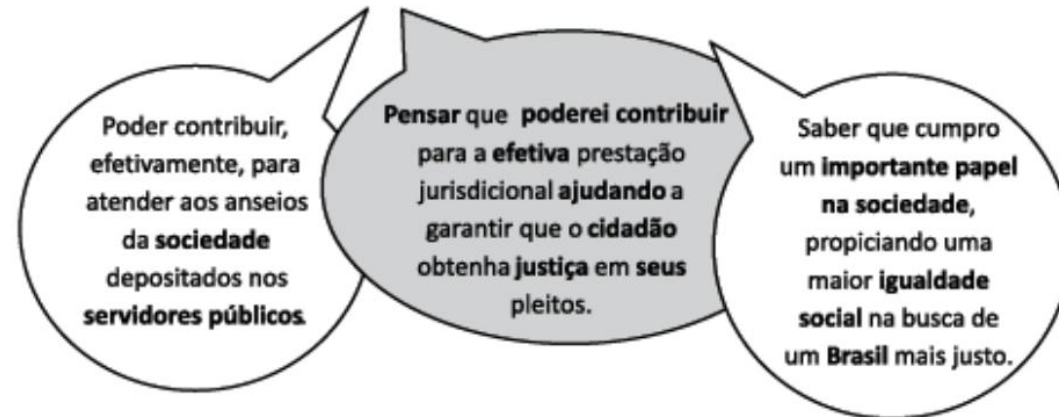 Poder contribuir,
efetivamente, para
atender aos anseios
da sociedade
depositados nos
servidores públicos.
Pensar que poderei contribuir
para a efetiva prestação
jurisdicional ajudando a
garantir que o cidadão
obtenha justiça em seus
pleitos.
Saber que cumpro
um importante papel
na sociedade,
propiciando uma
maior igualdade
social na busca de
um Brasil mais justo.